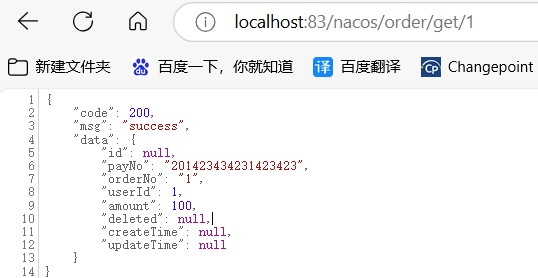 localhost:83/nacos/order/get/1
新建文件夹 百度一下，你就知道 译 百度翻译 CP Changepoint
1 {
2 "code": 200,
3 "msg": "success",
4 "data": {
5 "id": null,
6 "payNo": "201423434231423423",
7 "orderNo": "1",
8 "userId": 1,
9 "amount": 100,
10 "deleted": null,
11 "createTime": null,
12 "updateTime": null
13 }
14 }